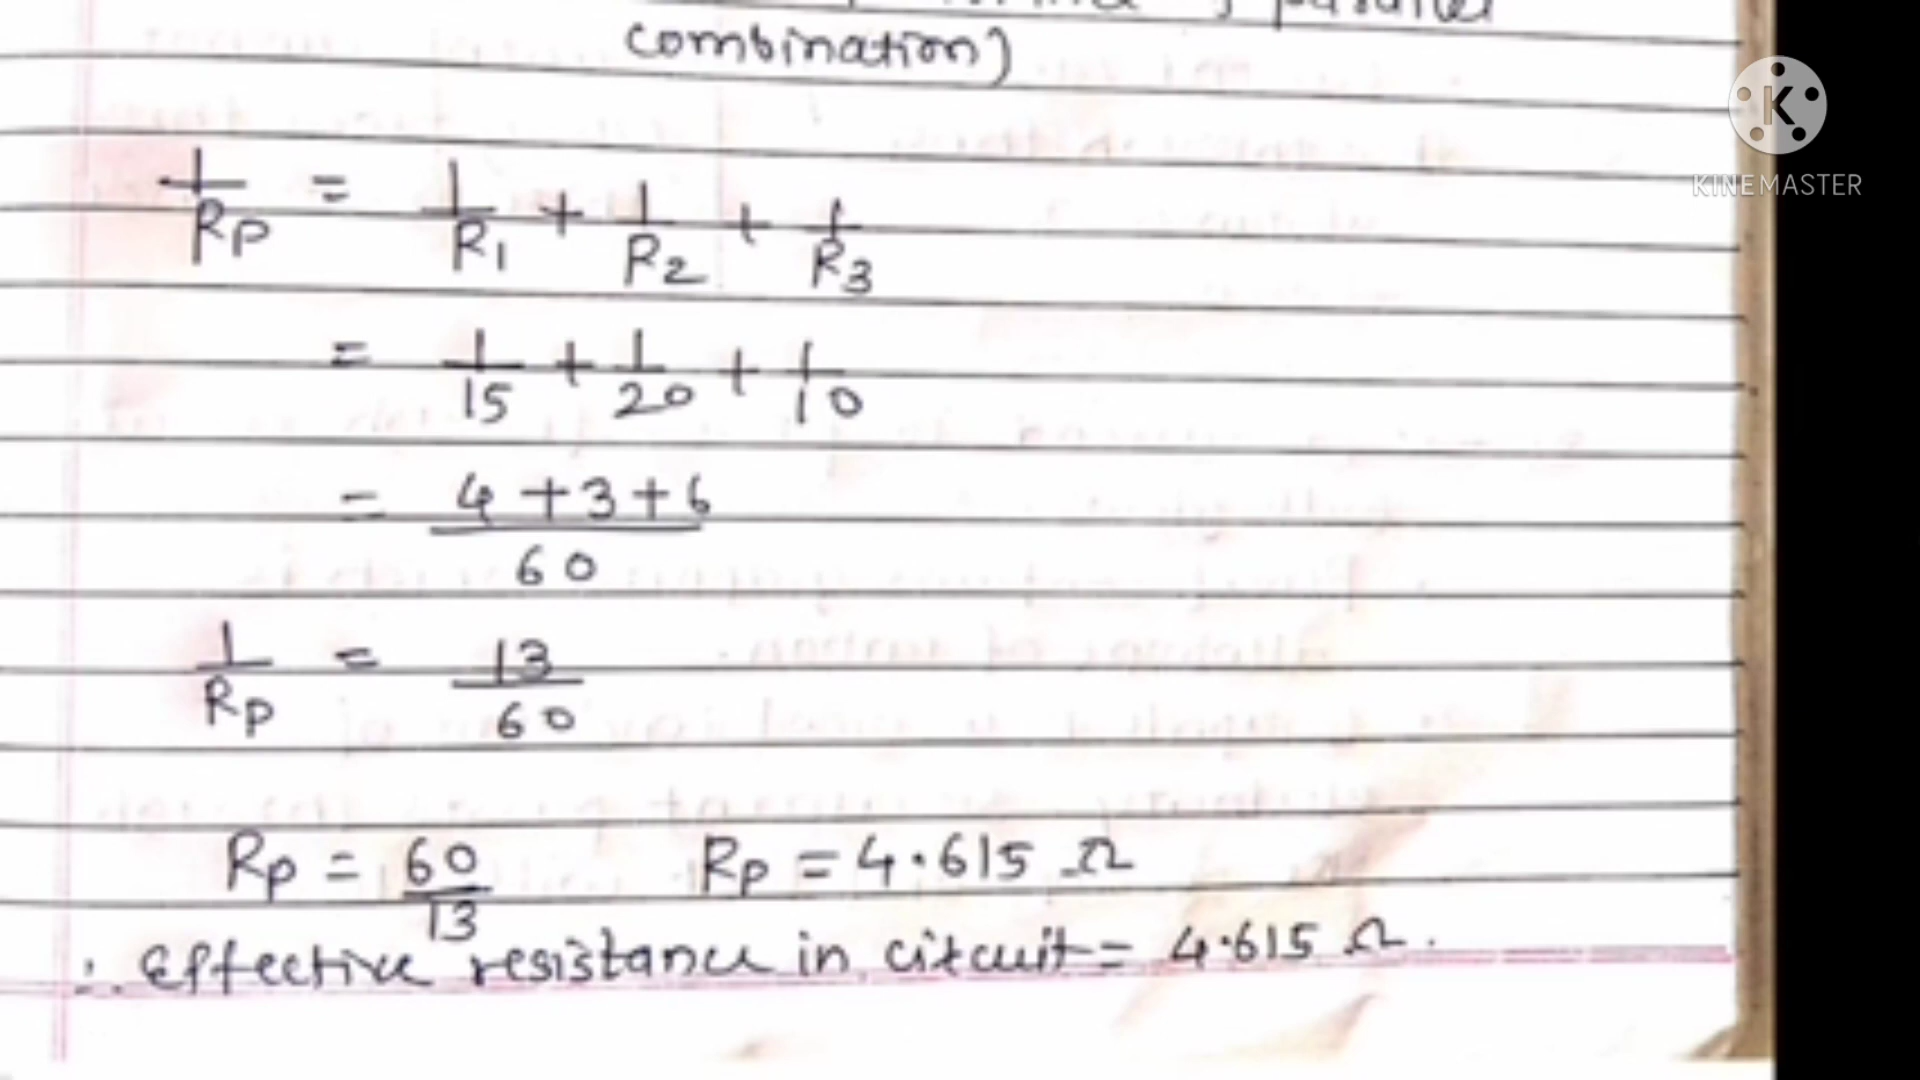 parallel
combination)
1/Rp = 1/R1 + 1/R2 + 1/R3
= 1/15 + 1/20 + 1/10
= 4+3+6/60
1/Rp = 13/60
Rp = 60/13 Rp = 4.615 Ω
∴ Effective resistance in circuit = 4.615 Ω.
KINEMASTER